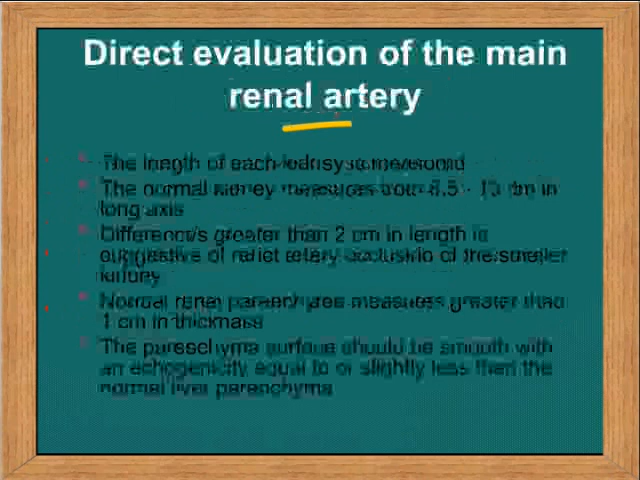 Direct evaluation of the main
renal artery
The length of each kidney
The normal kidney measures from 8.5 - 13 cm in
long axis
greater than 2 cm in length is
suggestive of artery of the smaller
kidney
Normal renal measures greater than
1 cm in
The surface should be smooth with
an echogenicity equal to or slightly less than the
normal liver parenchyma